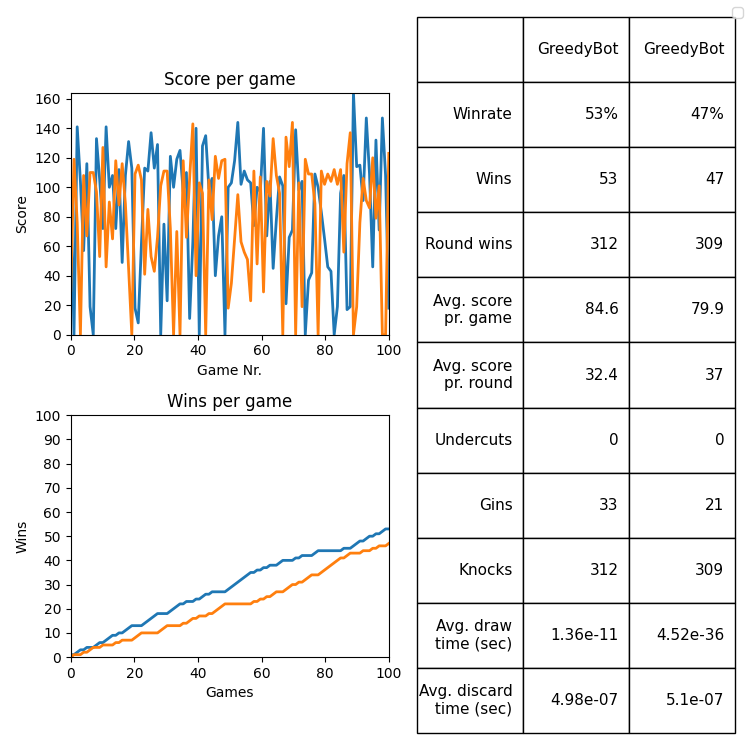 Score per game
160
140
120
100
80
60
40
20
0
Score
0 20 40 60 80 100
Game Nr.
Wins per game
100
90
80
70
60
50
40
30
20
10
0
Wins
0 20 40 60 80 100
Games
GreedyBot GreedyBot
Winrate 53% 47%
Wins 53 47
Round wins 312 309
Avg. score
pr. game 84.6 79.9
Avg. score
pr. round 32.4 37
Undercuts 0 0
Gins 33 21
Knocks 312 309
Avg. draw
time (sec) 1.36e-11 4.52e-36
Avg. discard
time (sec) 4.98e-07 5.1e-07